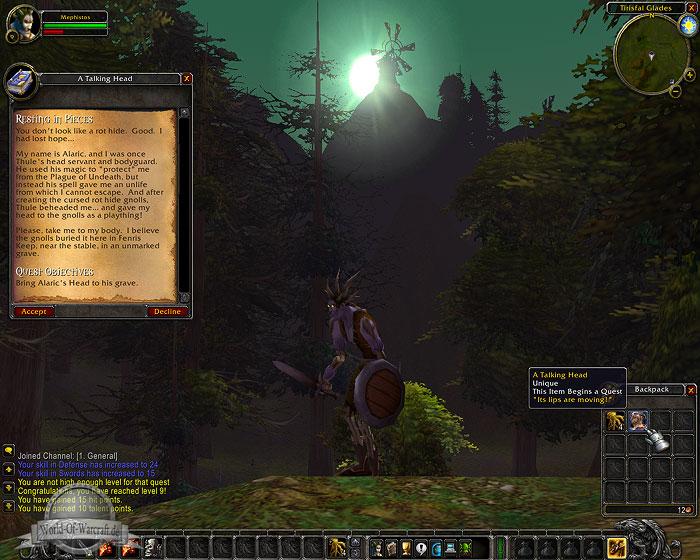 Mephistos
Tirisfal Glades
N
A Talking Head
Resting in Pieces
You don't look like a rot hide. Good. I
had lost hope...
My name is Alaric, and I was once
Thule's head servant and bodyguard.
He used his magic to "protect" me
from the Plague of Undeath, but
instead his spell gave me an unlife
from which I cannot escape. And after
creating the cursed rot hide gnolls,
Thule beheaded me... and gave my
head to the gnolls as a plaything!
Please, take me to my body. I believe
the gnolls buried it here in Fenris
Keep, near the stable, in an unmarked
grave.
Quest Objectives
Bring Alaric's Head to his grave.
Accept
Decline
A Talking Head
Unique
This Item Begins a Quest
"Its lips are moving!"
Backpack
12
Joined Channel: [1. General]
Your skill in Defense has increased to 24
Your skill in Swords has increased to 15
You are not high enough level for that quest!
Congratulations, you have reached level 9!
You have gained 15 hit points.
You have gained 10 talent points.
World-Of-Warcraft.de